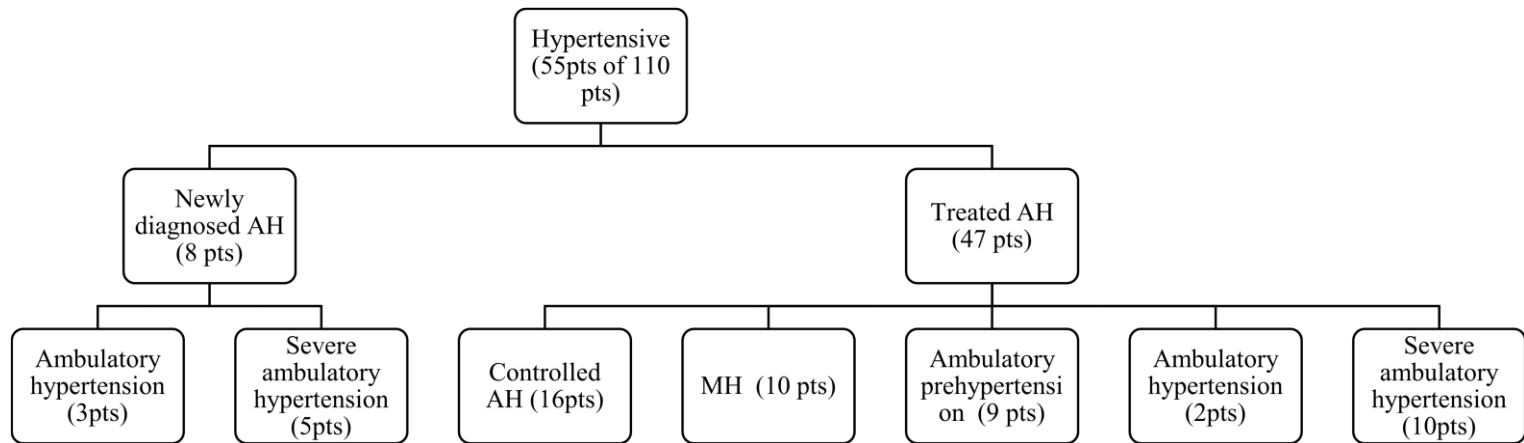 Hypertensive
(55pts of 110
pts)
Newly
diagnosed AH
(8 pts)
Treated AH
(47 pts)
Ambulatory
hypertension
(3pts)
Severe
ambulatory
hypertension
(5pts)
Controlled
AH (16pts)
MH (10 pts)
Ambulatory
prehypertensi
on (9 pts)
Ambulatory
hypertension
(2pts)
Severe
ambulatory
hypertension
(10pts)